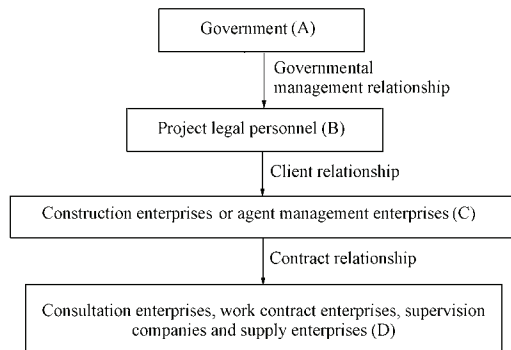 Government (A)
Governmental
management relationship
Project legal personnel (B)
Client relationship
Construction enterprises or agent management enterprises (C)
Contract relationship
Consultation enterprises, work contract enterprises, supervision
companies and supply enterprises (D)